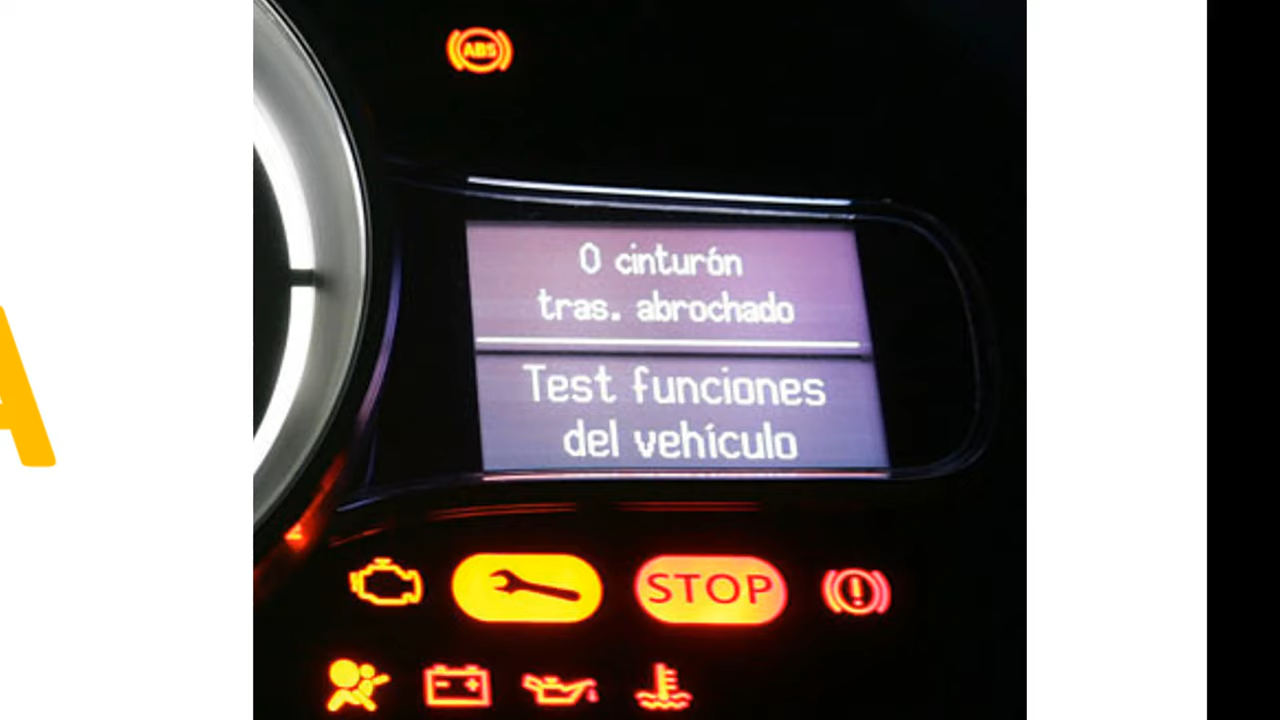 A
ABS
0 cinturón
tras. abrochado
Test funciones
del vehículo
STOP